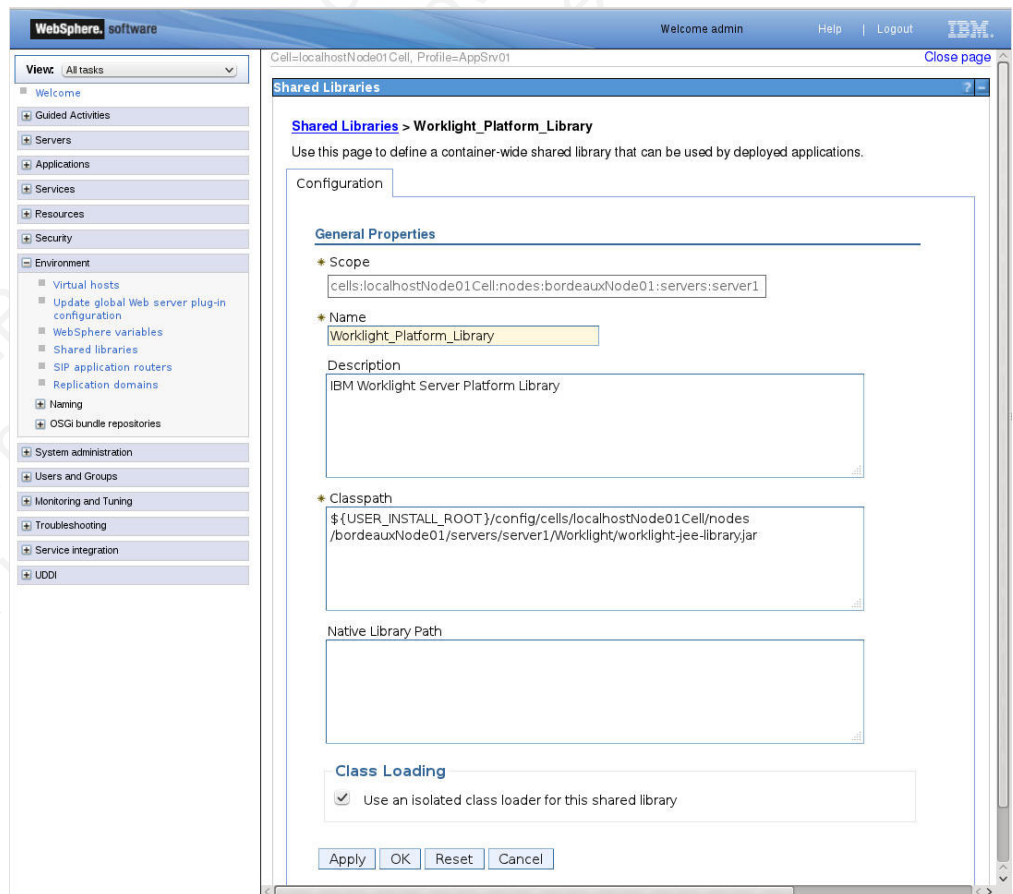 WebSphere. software
Welcome admin
Help | Logout
IBM.
View: All tasks
Welcome
Guided Activities
Servers
Applications
Services
Resources
Security
Environment
Virtual hosts
Update global Web server plug-in
configuration
WebSphere variables
Shared libraries
SIP application routers
Replication domains
Naming
OSGi bundle repositories
System administration
Users and Groups
Monitoring and Tuning
Troubleshooting
Service integration
UDDI
Cell=localhostNode01Cell, Profile=AppSrv01
Close page
Shared Libraries
? -
Shared Libraries > Worklight_Platform_Library
Use this page to define a container-wide shared library that can be used by deployed applications.
Configuration
General Properties
* Scope
cells:localhostNode01Cell:nodes:bordeauxNode01:servers:server1
* Name
Worklight_Platform_Library
Description
IBM Worklight Server Platform Library
* Classpath
${USER_INSTALL_ROOT}/config/cells/localhostNode01Cell/nodes
/bordeauxNode01/servers/server1/Worklight/worklight-jee-library.jar
Native Library Path
Class Loading
Use an isolated class loader for this shared library
Apply OK Reset Cancel